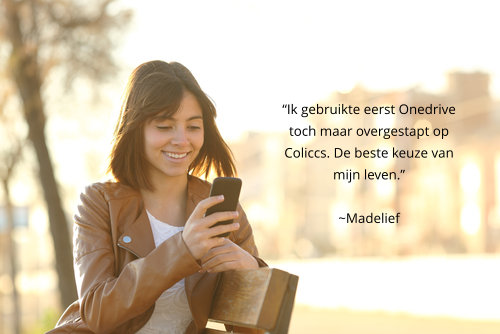 “Ik gebruikte eerst Onedrive
toch maar overgestapt op
Coliccs. De beste keuze van
mijn leven.”
~Madelief